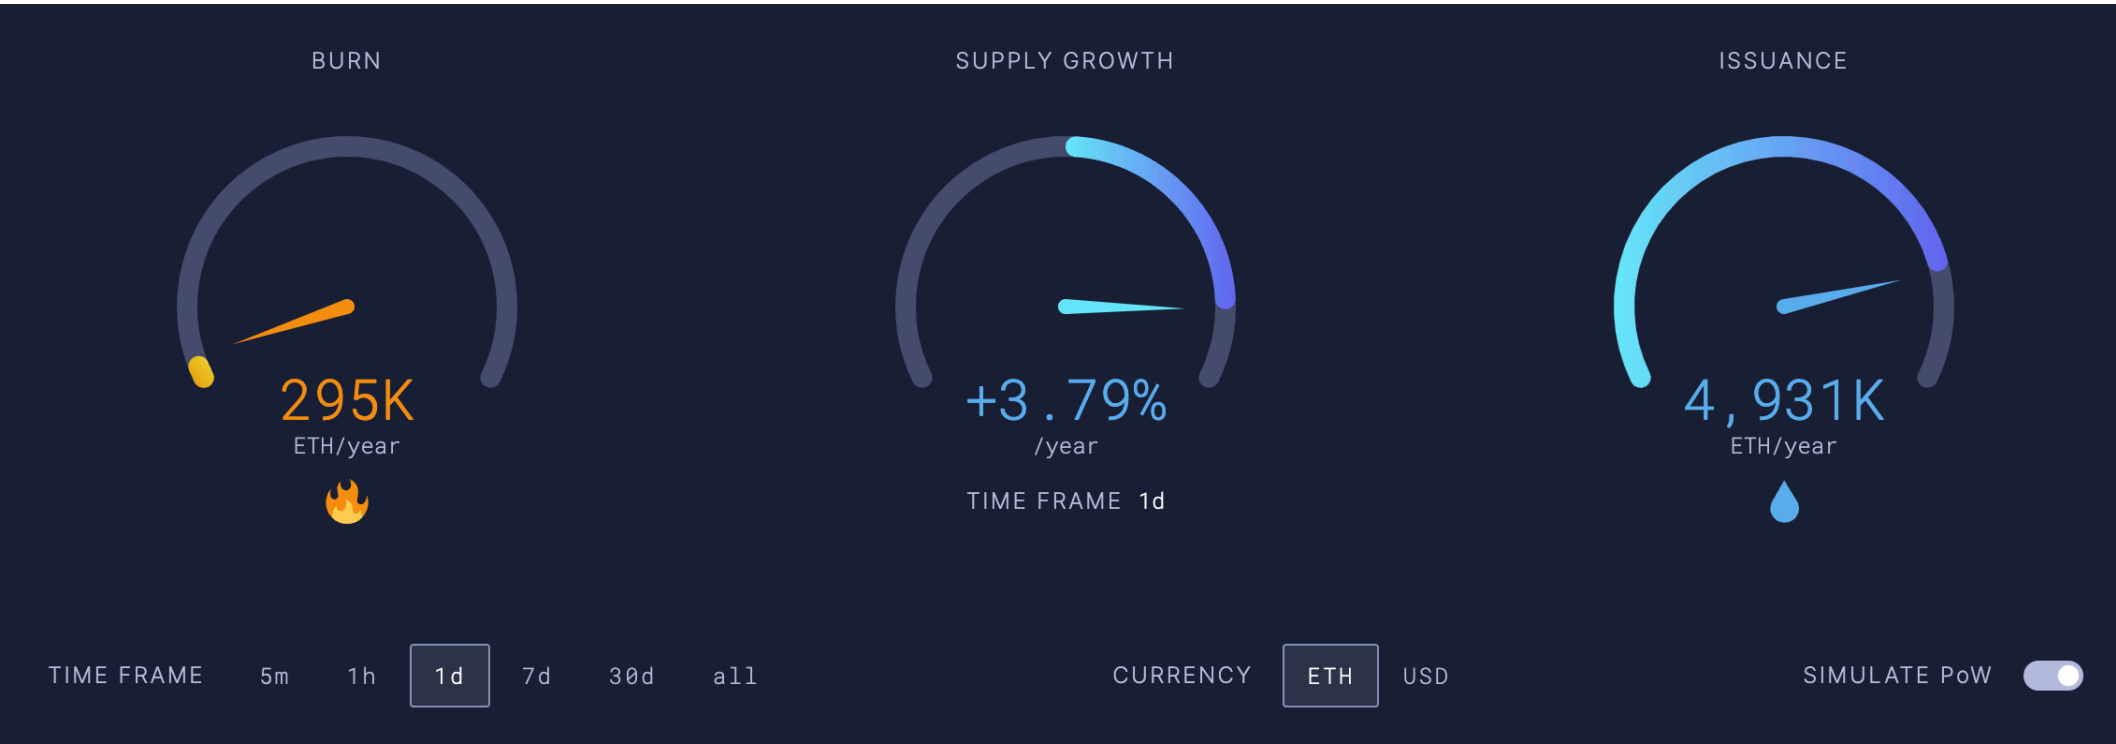 BURN
SUPPLY GROWTH
ISSUANCE
295K
ETH/year
+3.79%
/year
4,931K
ETH/year
TIME FRAME 1d
TIME FRAME 5m 1h 1d 7d 30d all
CURRENCY ETH USD
SIMULATE PoW